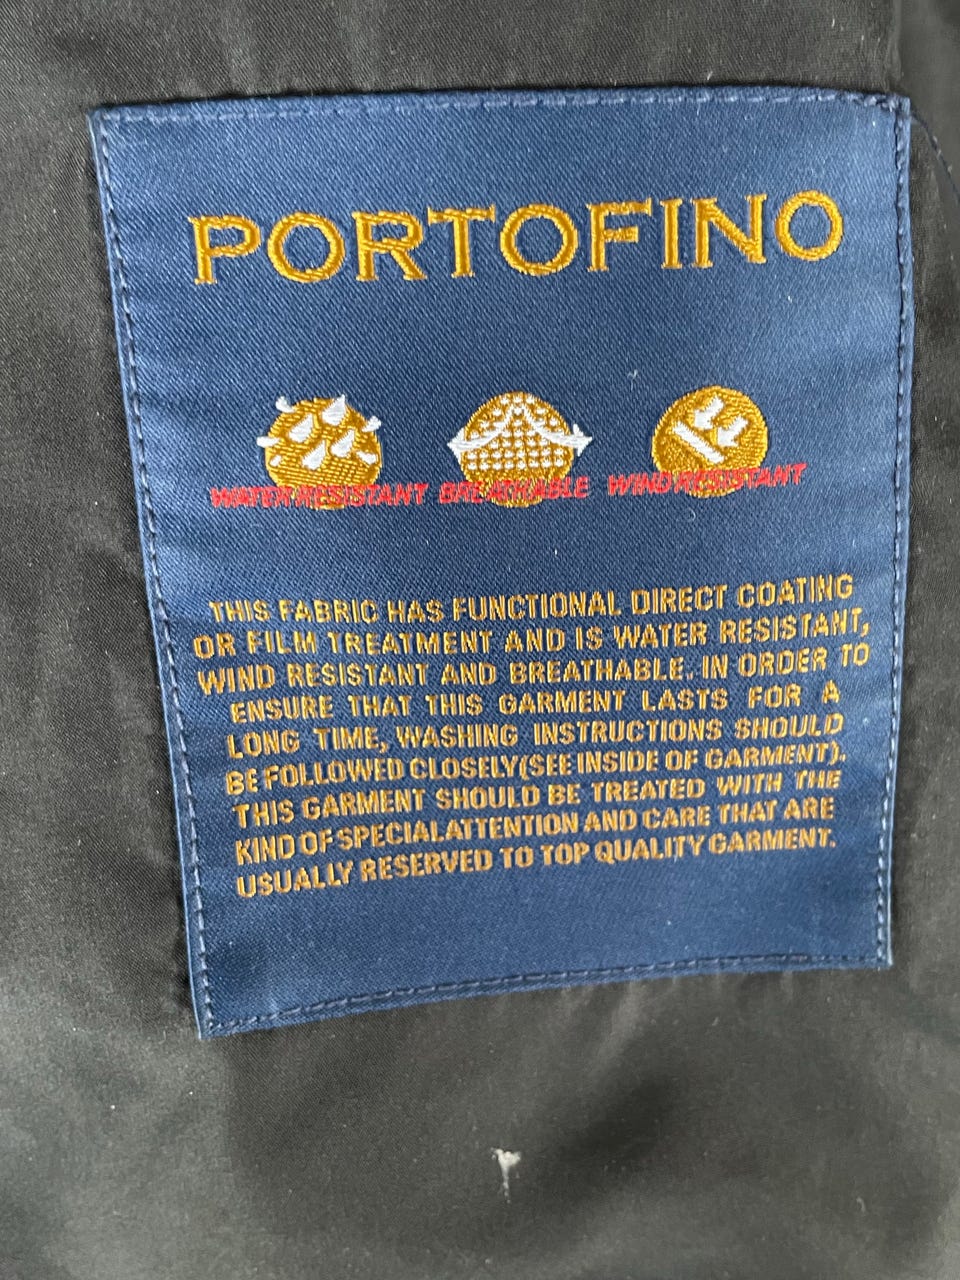 PORTOFINO
WATER RESISTANT BREATHABLE WIND RESISTANT
THIS FABRIC HAS FUNCTIONAL DIRECT COATING
OR FILM TREATMENT AND IS WATER RESISTANT,
WIND RESISTANT AND BREATHABLE. IN ORDER TO
ENSURE THAT THIS GARMENT LASTS FOR A
LONG TIME, WASHING INSTRUCTIONS SHOULD
BE FOLLOWED CLOSELY(SEE INSIDE OF GARMENT).
THIS GARMENT SHOULD BE TREATED WITH THE
KIND OF SPECIAL ATTENTION AND CARE THAT ARE
USUALLY RESERVED TO TOP QUALITY GARMENT.